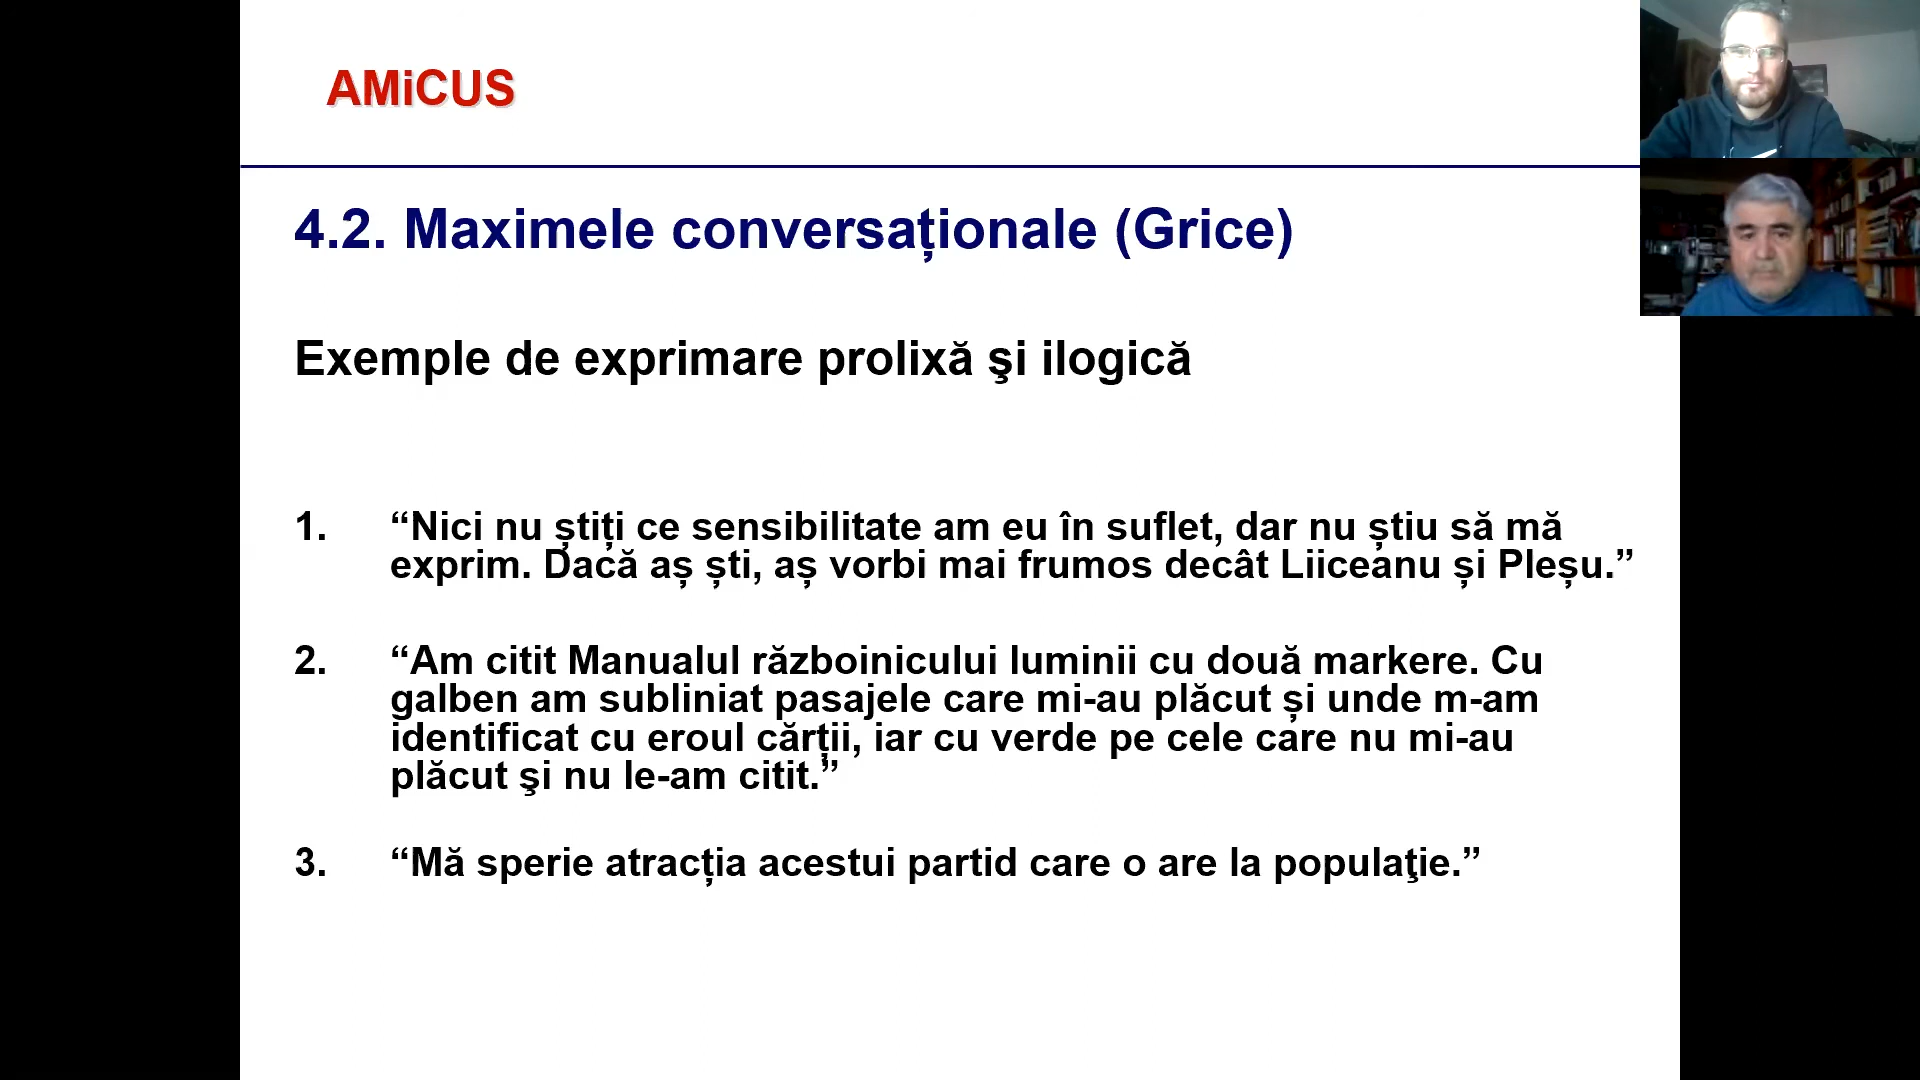 AMiCUS
4.2. Maximele conversaționale (Grice)
Exemple de exprimare prolixă şi ilogică
1. “Nici nu știți ce sensibilitate am eu în suflet, dar nu știu să mă
exprim. Dacă aș ști, aș vorbi mai frumos decât Liiceanu și Pleșu.”
2. “Am citit Manualul războinicului luminii cu două markere. Cu
galben am subliniat pasajele care mi-au plăcut și unde m-am
identificat cu eroul cărții, iar cu verde pe cele care nu mi-au
plăcut şi nu le-am citit.”
3. “Mă sperie atracția acestui partid care o are la populaţie.”